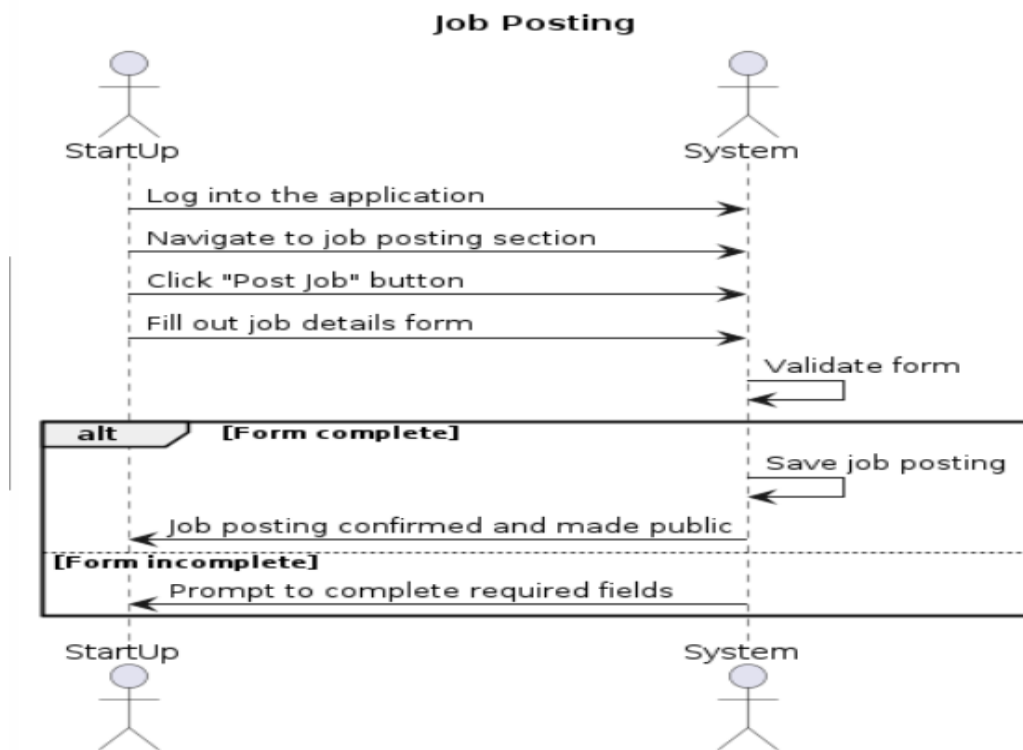 Job Posting
StartUp
System
Log into the application
Navigate to job posting section
Click "Post Job" button
Fill out job details form
Validate form
alt
[Form complete]
Save job posting
Job posting confirmed and made public
[Form incomplete]
Prompt to complete required fields
StartUp
System